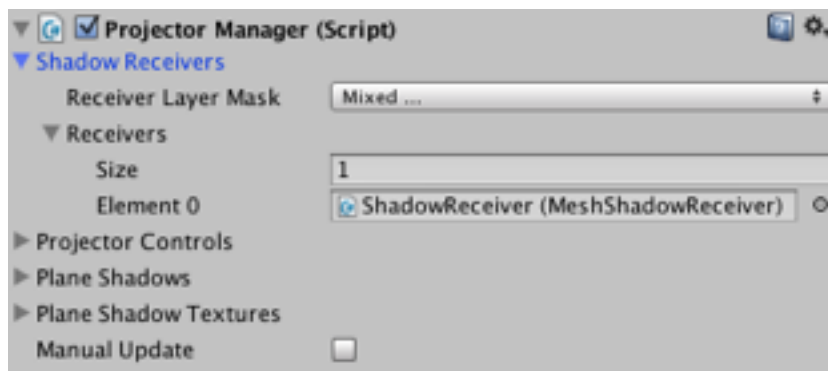 Projector Manager (Script)
Shadow Receivers
Receiver Layer Mask Mixed ...
Receivers
Size 1
Element 0 ShadowReceiver (MeshShadowReceiver)
Projector Controls
Plane Shadows
Plane Shadow Textures
Manual Update